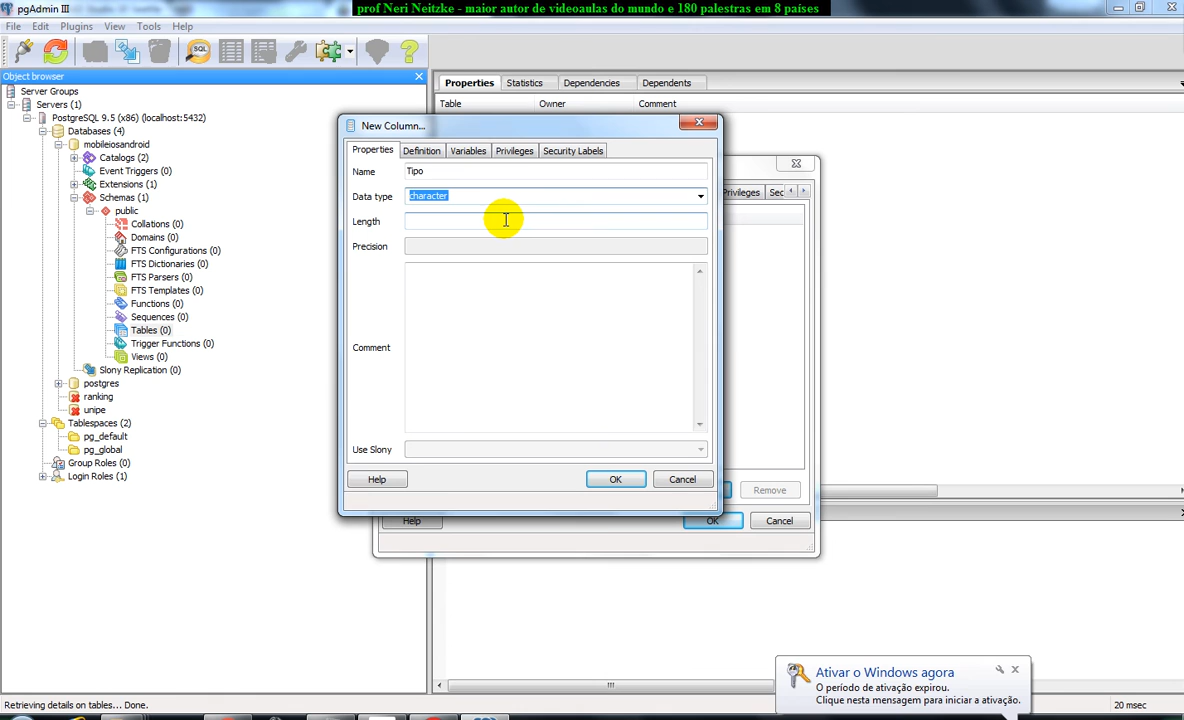 pgAdmin III
prof Neri Neitzke - maior autor de videoaulas do mundo e 180 palestras em 8 países
File Edit Plugins View Tools Help
SQL
Object browser
Server Groups
Servers (1)
PostgreSQL 9.5 (x86) (localhost:5432)
Databases (4)
mobileiosandroid
Catalogs (2)
Event Triggers (0)
Extensions (1)
Schemas (1)
public
Collations (0)
Domains (0)
FTS Configurations (0)
FTS Dictionaries (0)
FTS Parsers (0)
FTS Templates (0)
Functions (0)
Sequences (0)
Tables (0)
Trigger Functions (0)
Views (0)
Slony Replication (0)
postgres
ranking
unipe
Tablespaces (2)
pg_default
pg_global
Group Roles (0)
Login Roles (1)
Properties Statistics Dependencies Dependents
Table Owner Comment
New Column...
Properties Definition Variables Privileges Security Labels
Name Tipo
Data type character
Length
Precision
Comment
Use Slony
Help OK Cancel
Privileges Sec
Remove
Help OK Cancel
Ativar o Windows agora
O período de ativação expirou.
Clique nesta mensagem para iniciar a ativação.
Retrieving details on tables... Done. 20 msec